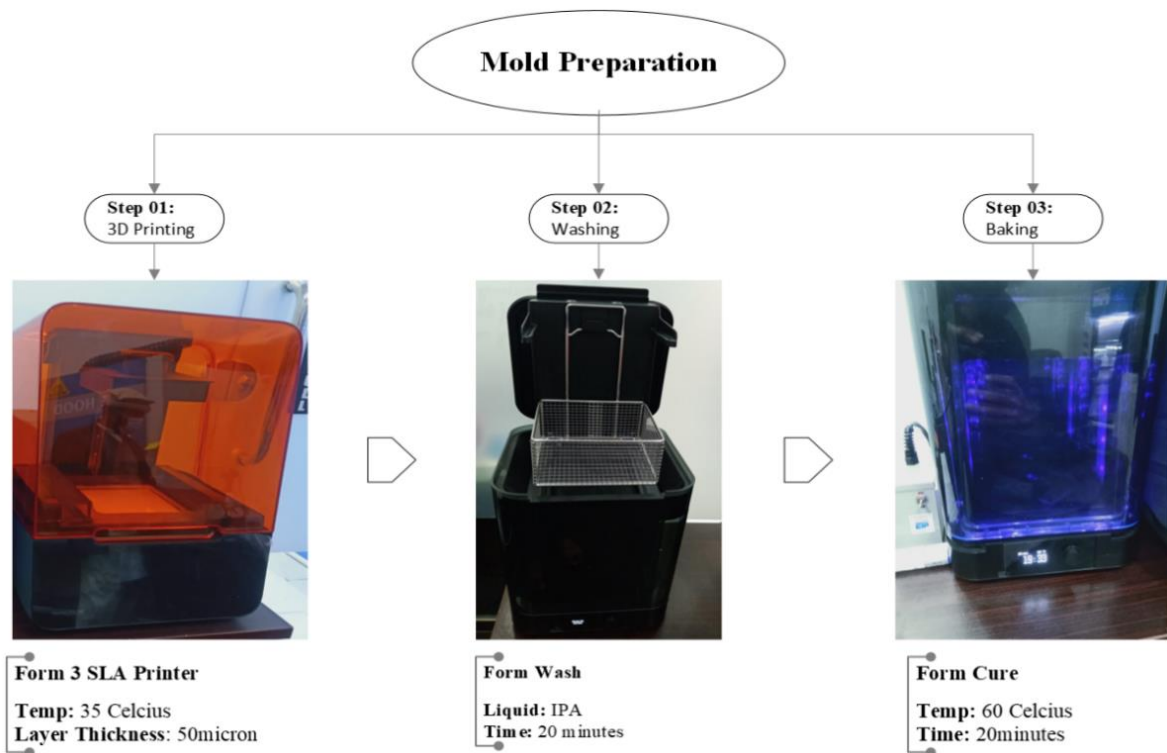 Mold Preparation
Step 01:
3D Printing
Step 02:
Washing
Step 03:
Baking
Form 3 SLA Printer
Temp: 35 Celcius
Layer Thickness: 50micron
Form Wash
Liquid: IPA
Time: 20 minutes
Form Cure
Temp: 60 Celcius
Time: 20minutes